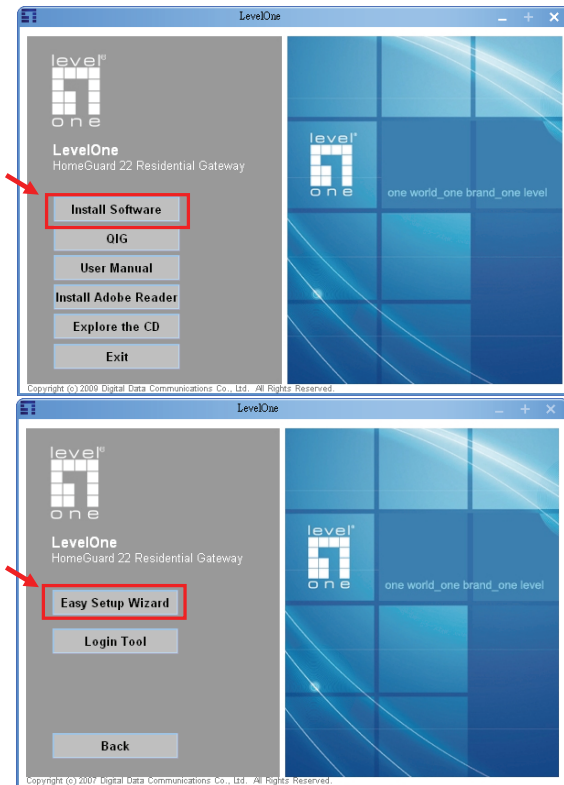 LevelOne
level®
one
LevelOne
HomeGuard 22 Residential Gateway
Install Software
QIG
User Manual
Install Adobe Reader
Explore the CD
Exit
level®
one
one world_one brand_one level
Copyright (c) 2009 Digital Data Communications Co., Ltd. All Rights Reserved.
LevelOne
level®
one
LevelOne
HomeGuard 22 Residential Gateway
Easy Setup Wizard
Login Tool
Back
level®
one
one world_one brand_one level
Copyright (c) 2007 Digital Data Communications Co., Ltd. All Rights Reserved.